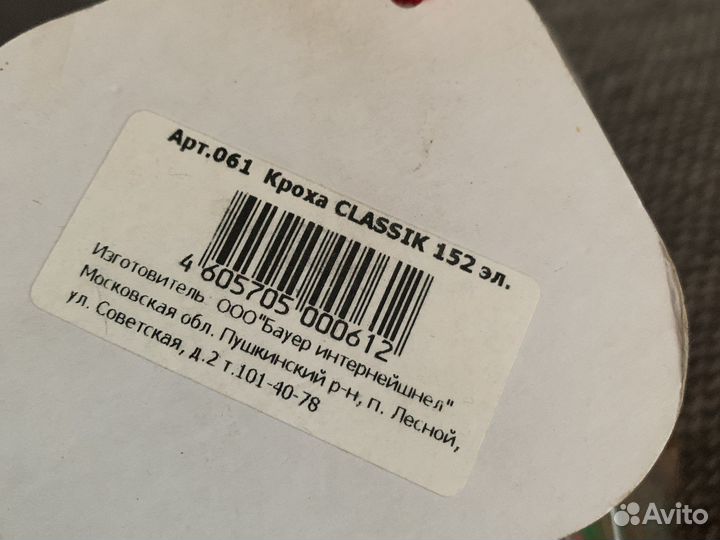 Арт.061 Кроха CLASSIK 152 эл.
4 605705 000612
Изготовитель: ООО"Бауер интернейшнел"
Московская обл. Пушкинский р-н, п. Лесной,
ул. Советская, д.2 т.101-40-78
Avito